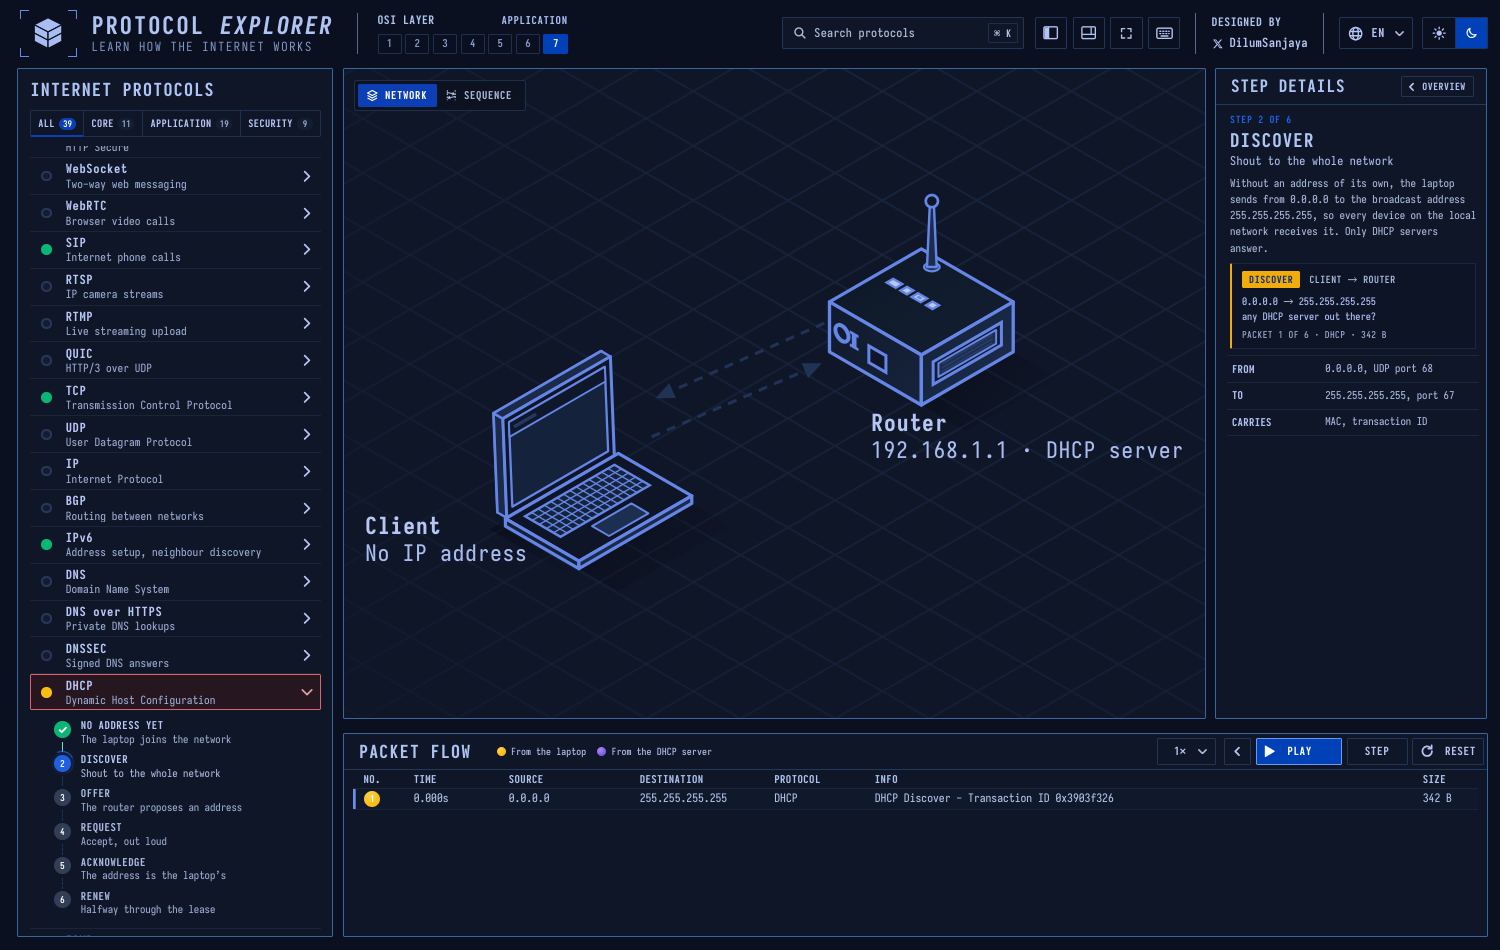 PROTOCOL EXPLORER
LEARN HOW THE INTERNET WORKS
OSI LAYER APPLICATION
1 2 3 4 5 6 7
Search protocols ⌘ K
DESIGNED BY
DilumSanjaya
EN
INTERNET PROTOCOLS
ALL 39 CORE 11 APPLICATION 19 SECURITY 9
HTTP Secure
WebSocket
Two-way web messaging
WebRTC
Browser video calls
SIP
Internet phone calls
RTSP
IP camera streams
RTMP
Live streaming upload
QUIC
HTTP/3 over UDP
TCP
Transmission Control Protocol
UDP
User Datagram Protocol
IP
Internet Protocol
BGP
Routing between networks
IPv6
Address setup, neighbour discovery
DNS
Domain Name System
DNS over HTTPS
Private DNS lookups
DNSSEC
Signed DNS answers
DHCP
Dynamic Host Configuration
NO ADDRESS YET
The laptop joins the network
2 DISCOVER
Shout to the whole network
3 OFFER
The router proposes an address
4 REQUEST
Accept, out loud
5 ACKNOWLEDGE
The address is the laptop's
6 RENEW
Halfway through the lease
NETWORK SEQUENCE
Router
192.168.1.1 · DHCP server
Client
No IP address
STEP DETAILS
OVERVIEW
STEP 2 OF 6
DISCOVER
Shout to the whole network
Without an address of its own, the laptop
sends from 0.0.0.0 to the broadcast address
255.255.255.255, so every device on the local
network receives it. Only DHCP servers
answer.
DISCOVER CLIENT → ROUTER
0.0.0.0 → 255.255.255.255
any DHCP server out there?
PACKET 1 OF 6 · DHCP · 342 B
FROM 0.0.0.0, UDP port 68
TO 255.255.255.255, port 67
CARRIES MAC, transaction ID
PACKET FLOW
From the laptop From the DHCP server
1× PLAY STEP RESET
NO. TIME SOURCE DESTINATION PROTOCOL INFO SIZE
1 0.000s 0.0.0.0 255.255.255.255 DHCP DHCP Discover – Transaction ID 0x3903f326 342 B